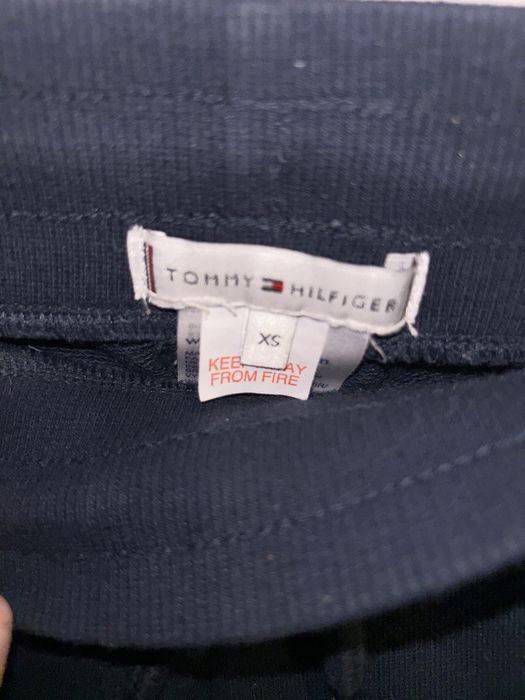 TOMMY HILFIGER
XS
KEEP AWAY
FROM FIRE